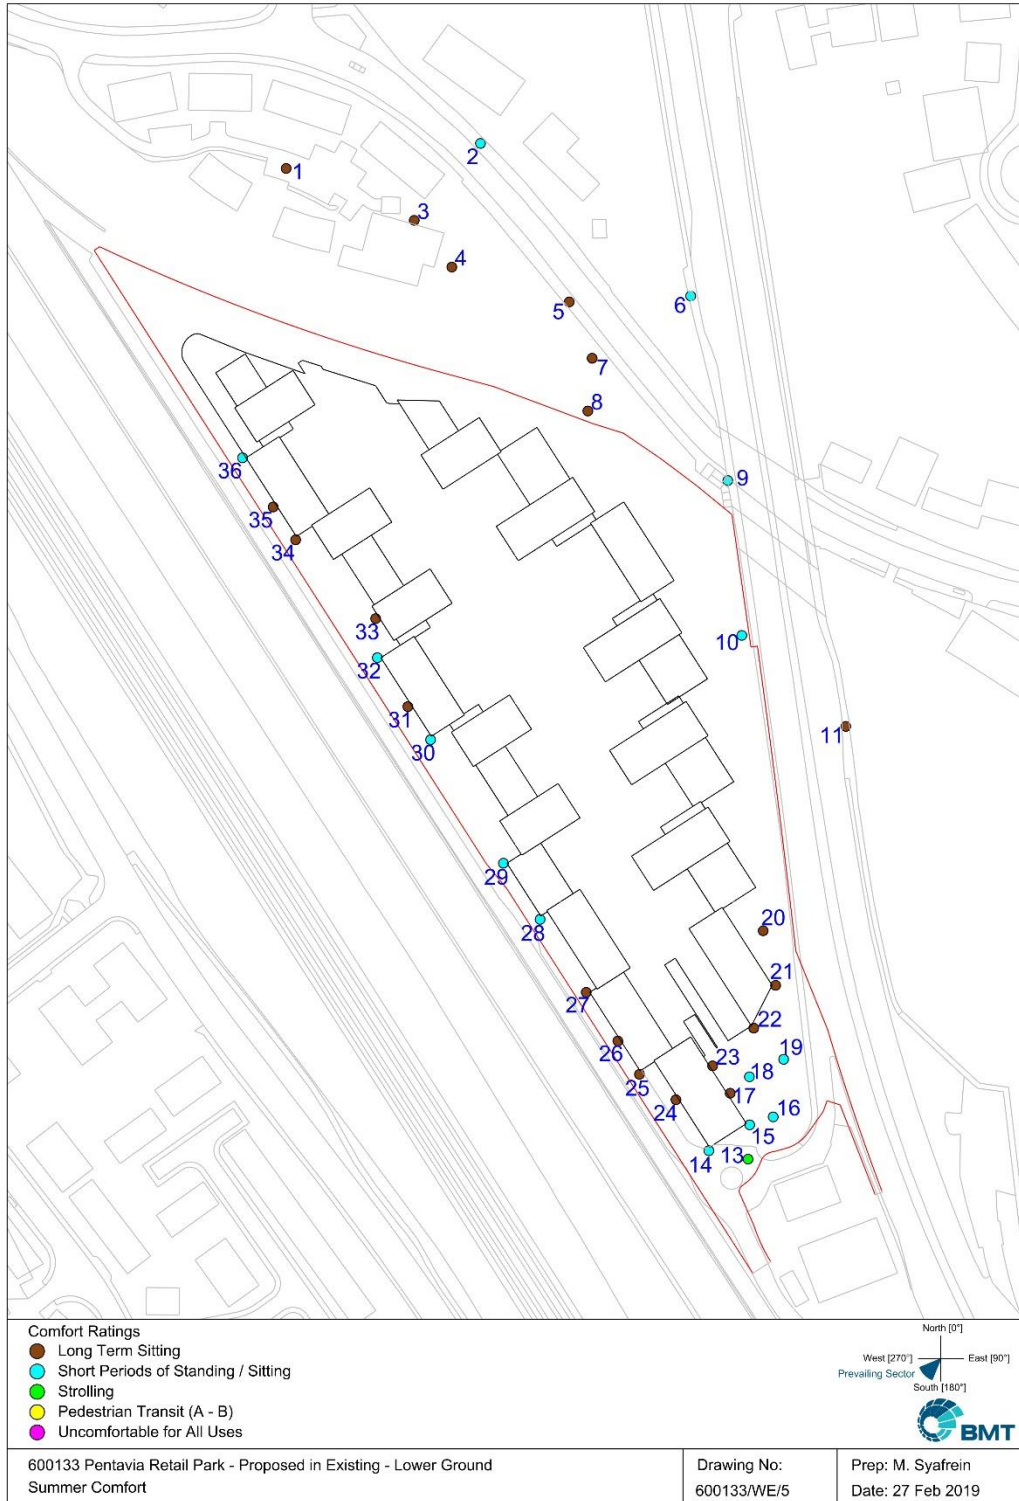 2
1
3
4
5
6
7
8
9
36
35
34
10
33
32
31
11
30
29
28
20
21
27
22
26
23
19
25
18
24
17
16
15
14
13
Comfort Ratings
Long Term Sitting
Short Periods of Standing / Sitting
Strolling
Pedestrian Transit (A - B)
Uncomfortable for All Uses
North [0°]
West [270°]
East [90°]
Prevailing Sector
South [180°]
BMT
600133 Pentavia Retail Park - Proposed in Existing - Lower Ground
Summer Comfort
Drawing No:
600133/WE/5
Prep: M. Syafrein
Date: 27 Feb 2019